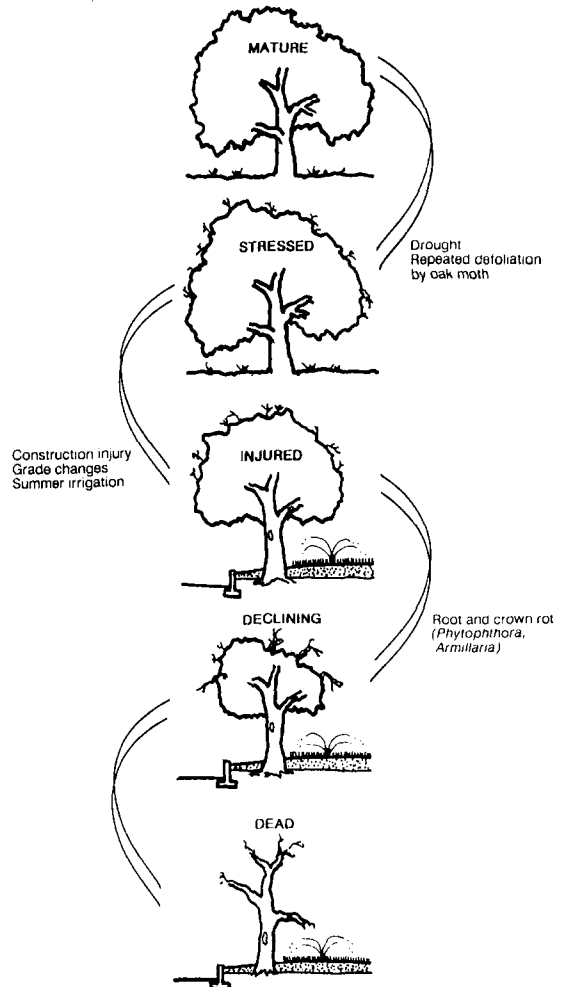 MATURE
STRESSED
Drought
Repeated defoliation
by oak moth
Construction injury
Grade changes
Summer irrigation
INJURED
DECLINING
Root and crown rot
(Phytophthora,
Armillaria)
DEAD